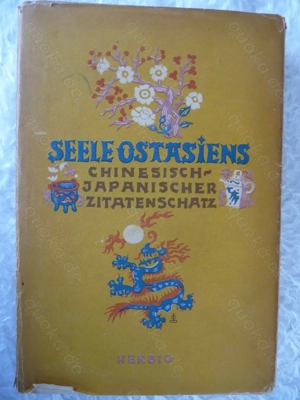 SEELE·OSTASIENS
CHINESISCH-
JAPANISCHER
ZITATENSCHATZ
HERBIG